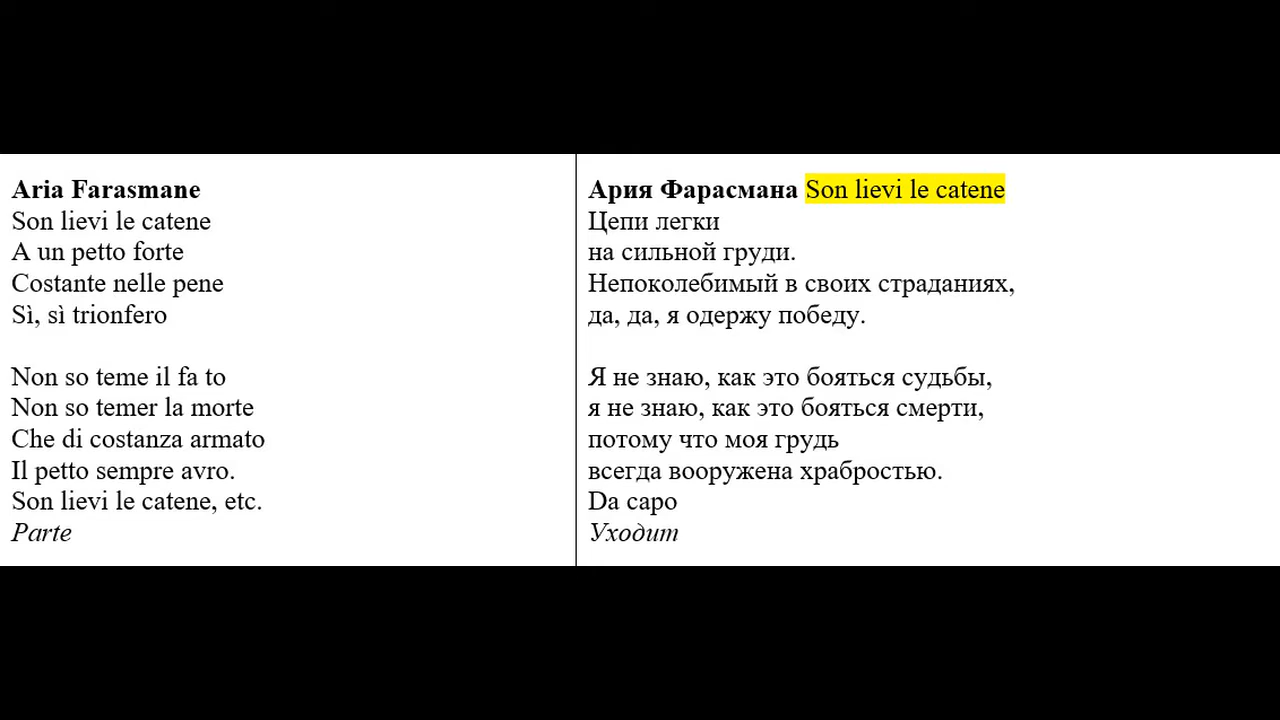 Aria Farasmane
Son lievi le catene
A un petto forte
Costante nelle pene
Sì, sì trionfero
Non so teme il fa to
Non so temer la morte
Che di costanza armato
Il petto sempre avro.
Son lievi le catene, etc.
Parte
Ария Фарасмана Son lievi le catene
Цепи легки
на сильной груди.
Непоколебимый в своих страданиях,
да, да, я одержу победу.
Я не знаю, как это бояться судьбы,
я не знаю, как это бояться смерти,
потому что моя грудь
всегда вооружена храбростью.
Da capo
Уходит